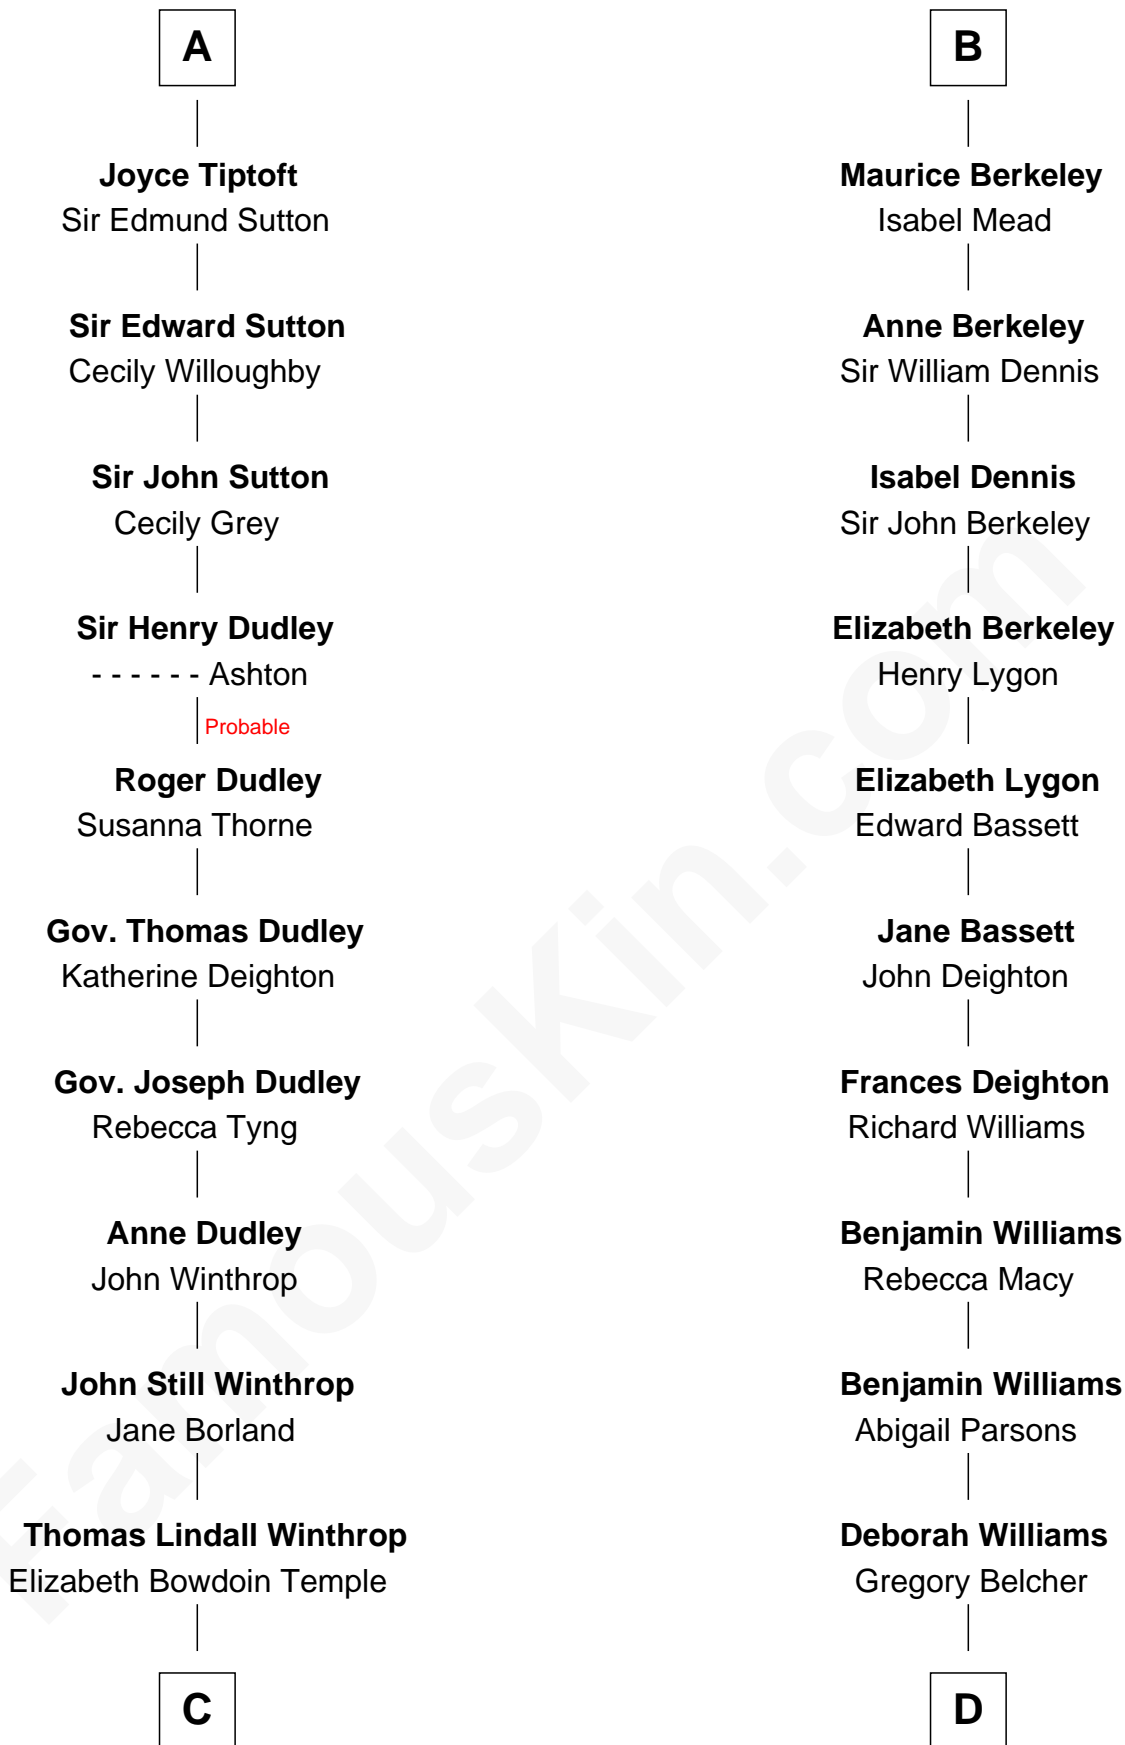 A
Joyce Tiptoft
Sir Edmund Sutton
Sir Edward Sutton
Cecily Willoughby
Sir John Sutton
Cecily Grey
Sir Henry Dudley
- - - - - - Ashton
Probable
Roger Dudley
Susanna Thorne
Gov. Thomas Dudley
Katherine Deighton
Gov. Joseph Dudley
Rebecca Tyng
Anne Dudley
John Winthrop
John Still Winthrop
Jane Borland
Thomas Lindall Winthrop
Elizabeth Bowdoin Temple
C
B
Maurice Berkeley
Isabel Mead
Anne Berkeley
Sir William Dennis
Isabel Dennis
Sir John Berkeley
Elizabeth Berkeley
Henry Lygon
Elizabeth Lygon
Edward Bassett
Jane Bassett
John Deighton
Frances Deighton
Richard Williams
Benjamin Williams
Rebecca Macy
Benjamin Williams
Abigail Parsons
Deborah Williams
Gregory Belcher
D
FamousKin.com